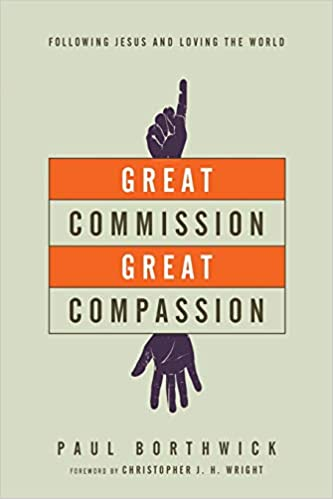 FOLLOWING JESUS AND LOVING THE WORLD
GREAT
COMMISSION
GREAT
COMPASSION
PAUL BORTHWICK
FOREWORD BY CHRISTOPHER J. H. WRIGHT